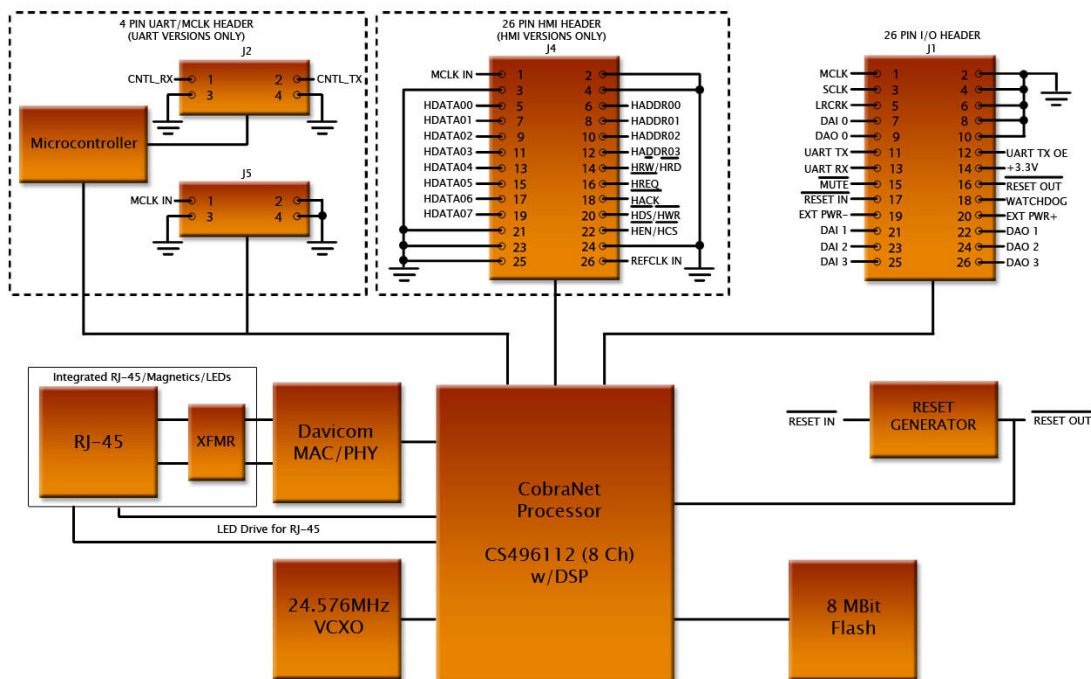 4 PIN UART/MCLK HEADER
(UART VERSIONS ONLY)
J2
CNTL_RX 1 2 CNTL_TX
3 4
Microcontroller
J5
MCLK IN 1 2
3 4
26 PIN HMI HEADER
(HMI VERSIONS ONLY)
J4
MCLK IN 1 2
3 4
HDATA00 5 6 HADDR00
HDATA01 7 8 HADDR01
HDATA02 9 10 HADDR02
HDATA03 11 12 HADDR03
HDATA04 13 14 HRW/HRD
HDATA05 15 16 HREQ
HDATA06 17 18 HACK
HDATA07 19 20 HDS/HWR
21 22 HEN/HCS
23 24
25 26 REFCLK IN
26 PIN I/O HEADER
J1
MCLK 1 2
SCLK 3 4
LRCRK 5 6
DAI 0 7 8
DAO 0 9 10
UART TX 11 12 UART TX OE
UART RX 13 14 +3.3V
MUTE 15 16 RESET OUT
RESET IN 17 18 WATCHDOG
EXT PWR- 19 20 EXT PWR+
DAI 1 21 22 DAO 1
DAI 2 23 24 DAO 2
DAI 3 25 26 DAO 3
Integrated RJ-45/Magnetics/LEDs
RJ-45
XFMR
Davicom
MAC/PHY
LED Drive for RJ-45
CobraNet
Processor
CS496112 (8 Ch)
w/DSP
RESET IN
RESET
GENERATOR
RESET OUT
24.576MHz
VCXO
8 MBit
Flash